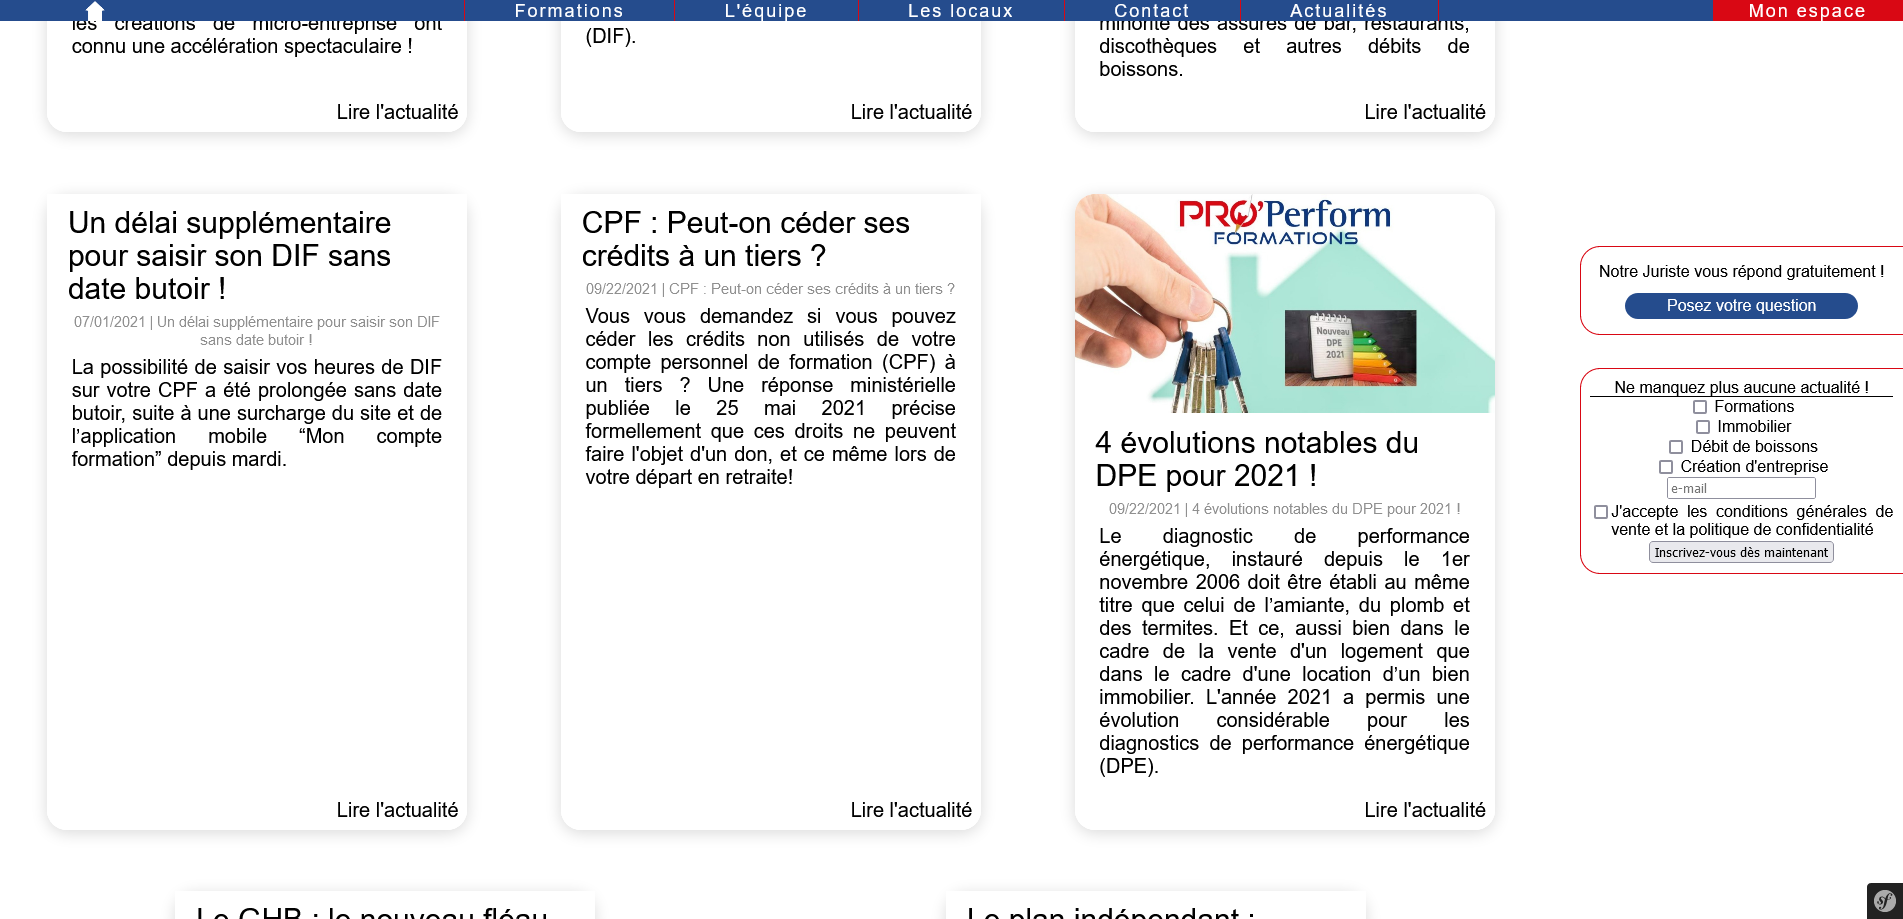 Formations L'équipe Les locaux Contact Actualités Mon espace
les créations de micro-entreprise ont
connu une accélération spectaculaire !
Lire l'actualité
(DIF).
Lire l'actualité
minorité des assurés de bar, restaurants,
discothèques et autres débits de
boissons.
Lire l'actualité
Un délai supplémentaire
pour saisir son DIF sans
date butoir !
07/01/2021 | Un délai supplémentaire pour saisir son DIF
sans date butoir !
La possibilité de saisir vos heures de DIF
sur votre CPF a été prolongée sans date
butoir, suite à une surcharge du site et de
l’application mobile “Mon compte
formation” depuis mardi.
Lire l'actualité
CPF : Peut-on céder ses
crédits à un tiers ?
09/22/2021 | CPF : Peut-on céder ses crédits à un tiers ?
Vous vous demandez si vous pouvez
céder les crédits non utilisés de votre
compte personnel de formation (CPF) à
un tiers ? Une réponse ministérielle
publiée le 25 mai 2021 précise
formellement que ces droits ne peuvent
faire l'objet d'un don, et ce même lors de
votre départ en retraite!
Lire l'actualité
PRO'Perform
FORMATIONS
Nouveau
DPE
2021
4 évolutions notables du
DPE pour 2021 !
09/22/2021 | 4 évolutions notables du DPE pour 2021 !
Le diagnostic de performance
énergétique, instauré depuis le 1er
novembre 2006 doit être établi au même
titre que celui de l’amiante, du plomb et
des termites. Et ce, aussi bien dans le
cadre de la vente d'un logement que
dans le cadre d'une location d’un bien
immobilier. L'année 2021 a permis une
évolution considérable pour les
diagnostics de performance énergétique
(DPE).
Lire l'actualité
Notre Juriste vous répond gratuitement !
Posez votre question
Ne manquez plus aucune actualité !
Formations
Immobilier
Débit de boissons
Création d'entreprise
e-mail
J'accepte les conditions générales de
vente et la politique de confidentialité
Inscrivez-vous dès maintenant
Le CHB : le nouveau fléau
Le plan indépendant :
sf